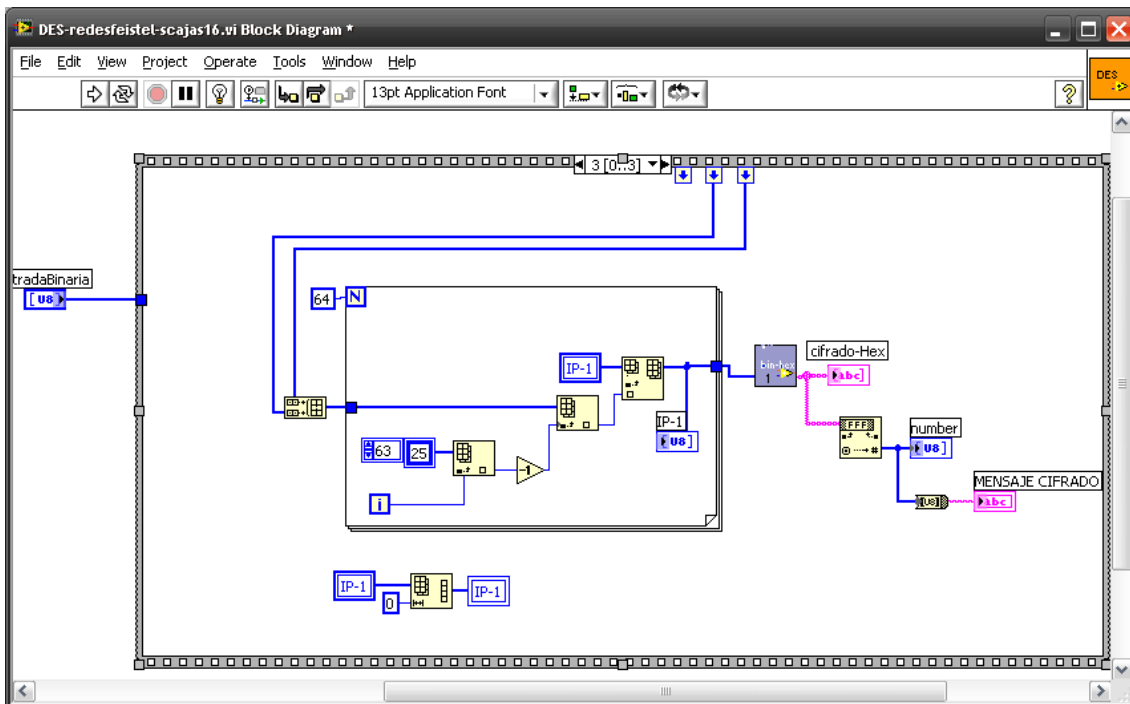 DES-redesfeistel-scajas16.vi Block Diagram *
File Edit View Project Operate Tools Window Help
13pt Application Font
?
DES
3 [0..3]
tradaBinaria
[U8]
64 N
IP-1
bin-hex
1
cifrado-Hex
abc]
IP-1
[U8]
63 25
-1
i
FFF
#
number
[U8]
MENSAJE CIFRADO
[U8]
abc
IP-1
0
IP-1